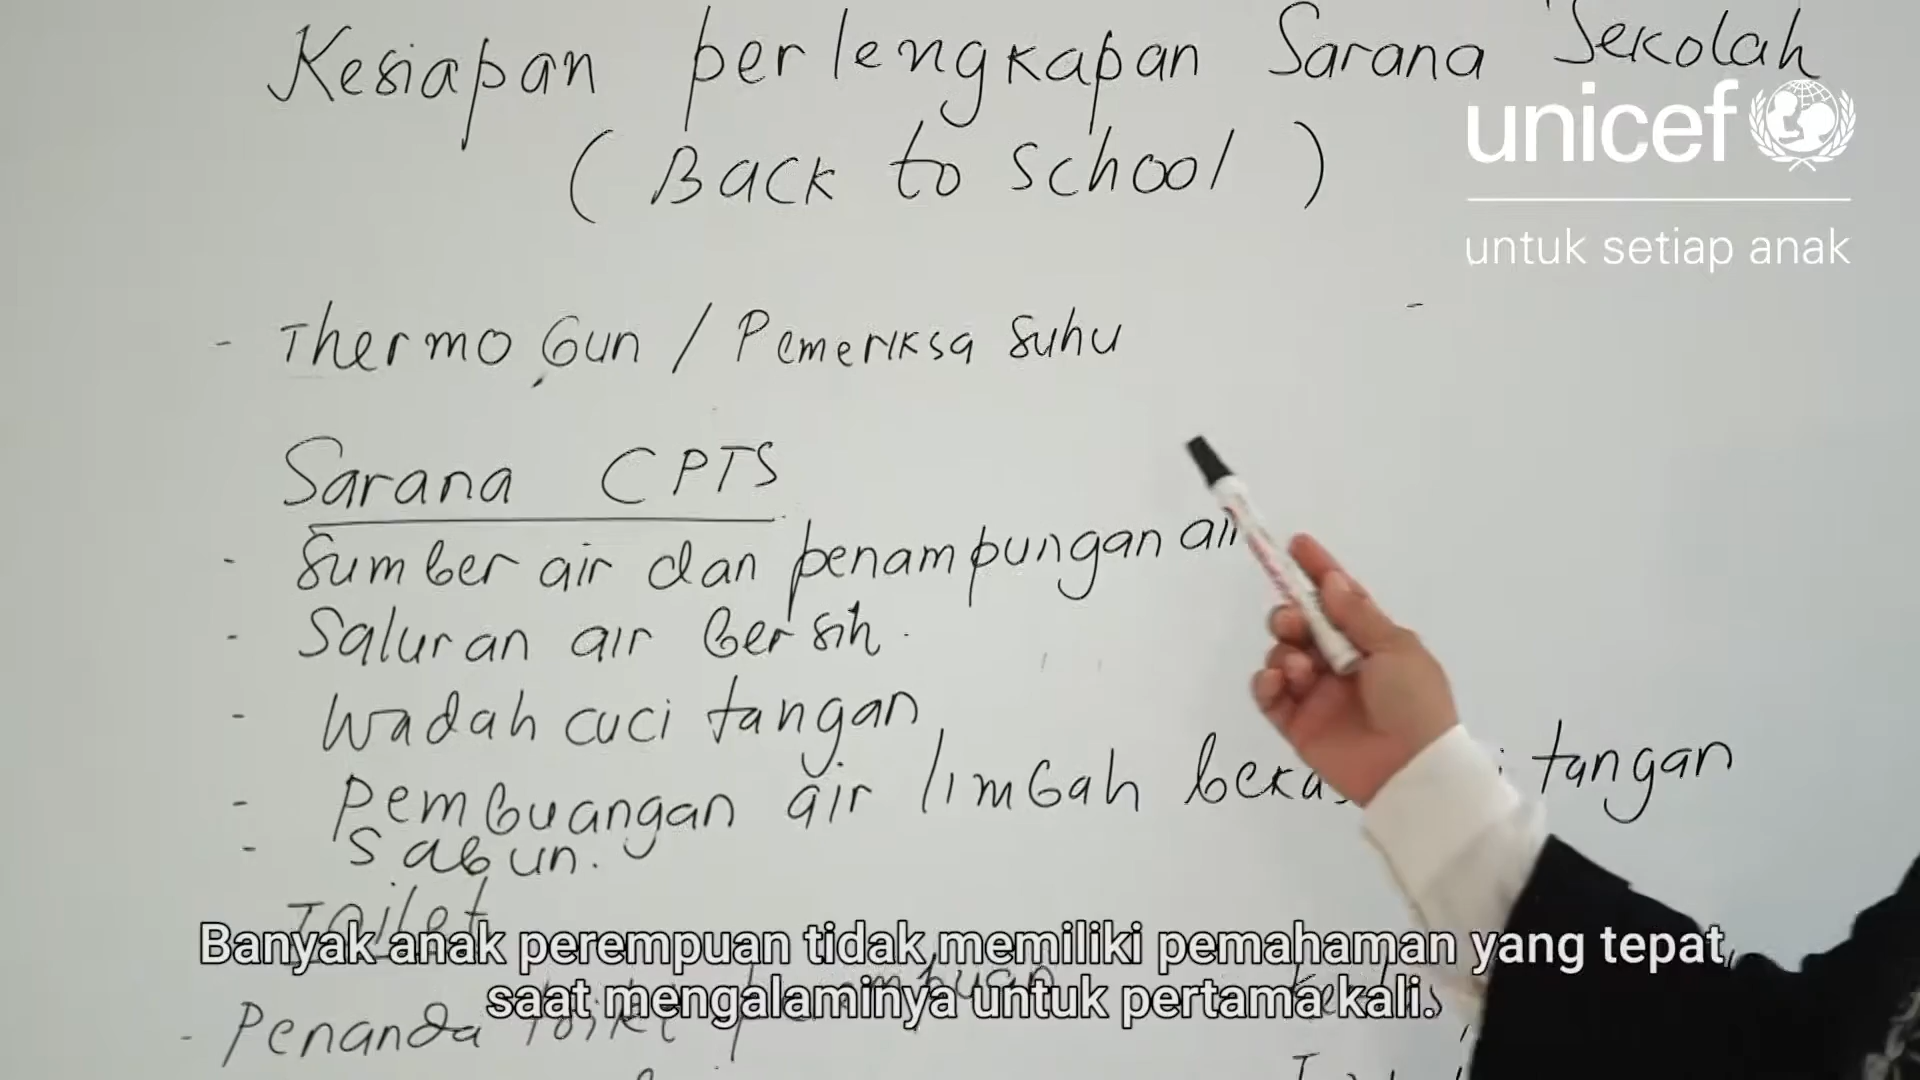 Kesiapan perlengkapan Sarana Sekolah
(Back to School)
unicef
untuk setiap anak
- Thermo Gun / Pemeriksa Suhu
-
Sarana CPTS
- Sumber air dan penampungan air
- Saluran air bersih.
- Wadah cuci tangan
- Pembuangan air limbah tangan
- Sabun.
Toilet
Banyak anak perempuan tidak memiliki pemahaman yang tepat,
saat mengalaminya untuk pertama kali.
- Penanda toilet perempuan